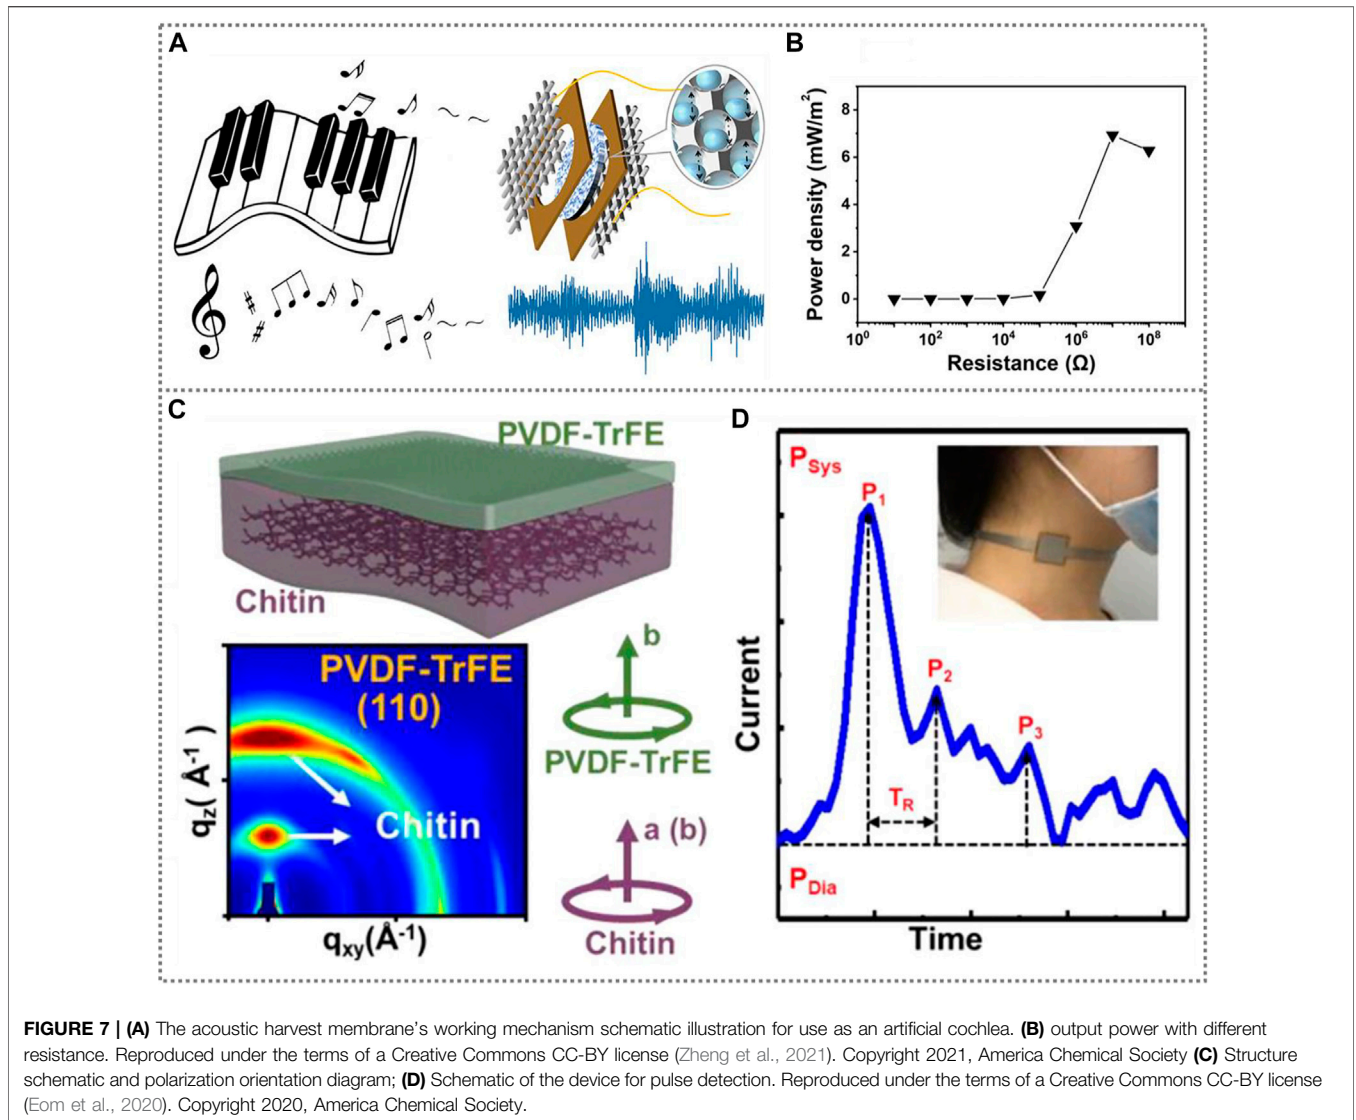 A
B
Power density (mW/m²)
8
6
4
2
0
10⁰
10²
10⁴
10⁶
10⁸
Resistance (Ω)
C
PVDF-TrFE
Chitin
PVDF-TrFE
(110)
Chitin
qz( Å⁻¹)
qxy(Å⁻¹)
b
PVDF-TrFE
a (b)
Chitin
D
PSys
P1
P2
P3
TR
PDia
Current
Time
FIGURE 7 | (A) The acoustic harvest membrane's working mechanism schematic illustration for use as an artificial cochlea. (B) output power with different
resistance. Reproduced under the terms of a Creative Commons CC-BY license (Zheng et al., 2021). Copyright 2021, America Chemical Society (C) Structure
schematic and polarization orientation diagram; (D) Schematic of the device for pulse detection. Reproduced under the terms of a Creative Commons CC-BY license
(Eom et al., 2020). Copyright 2020, America Chemical Society.